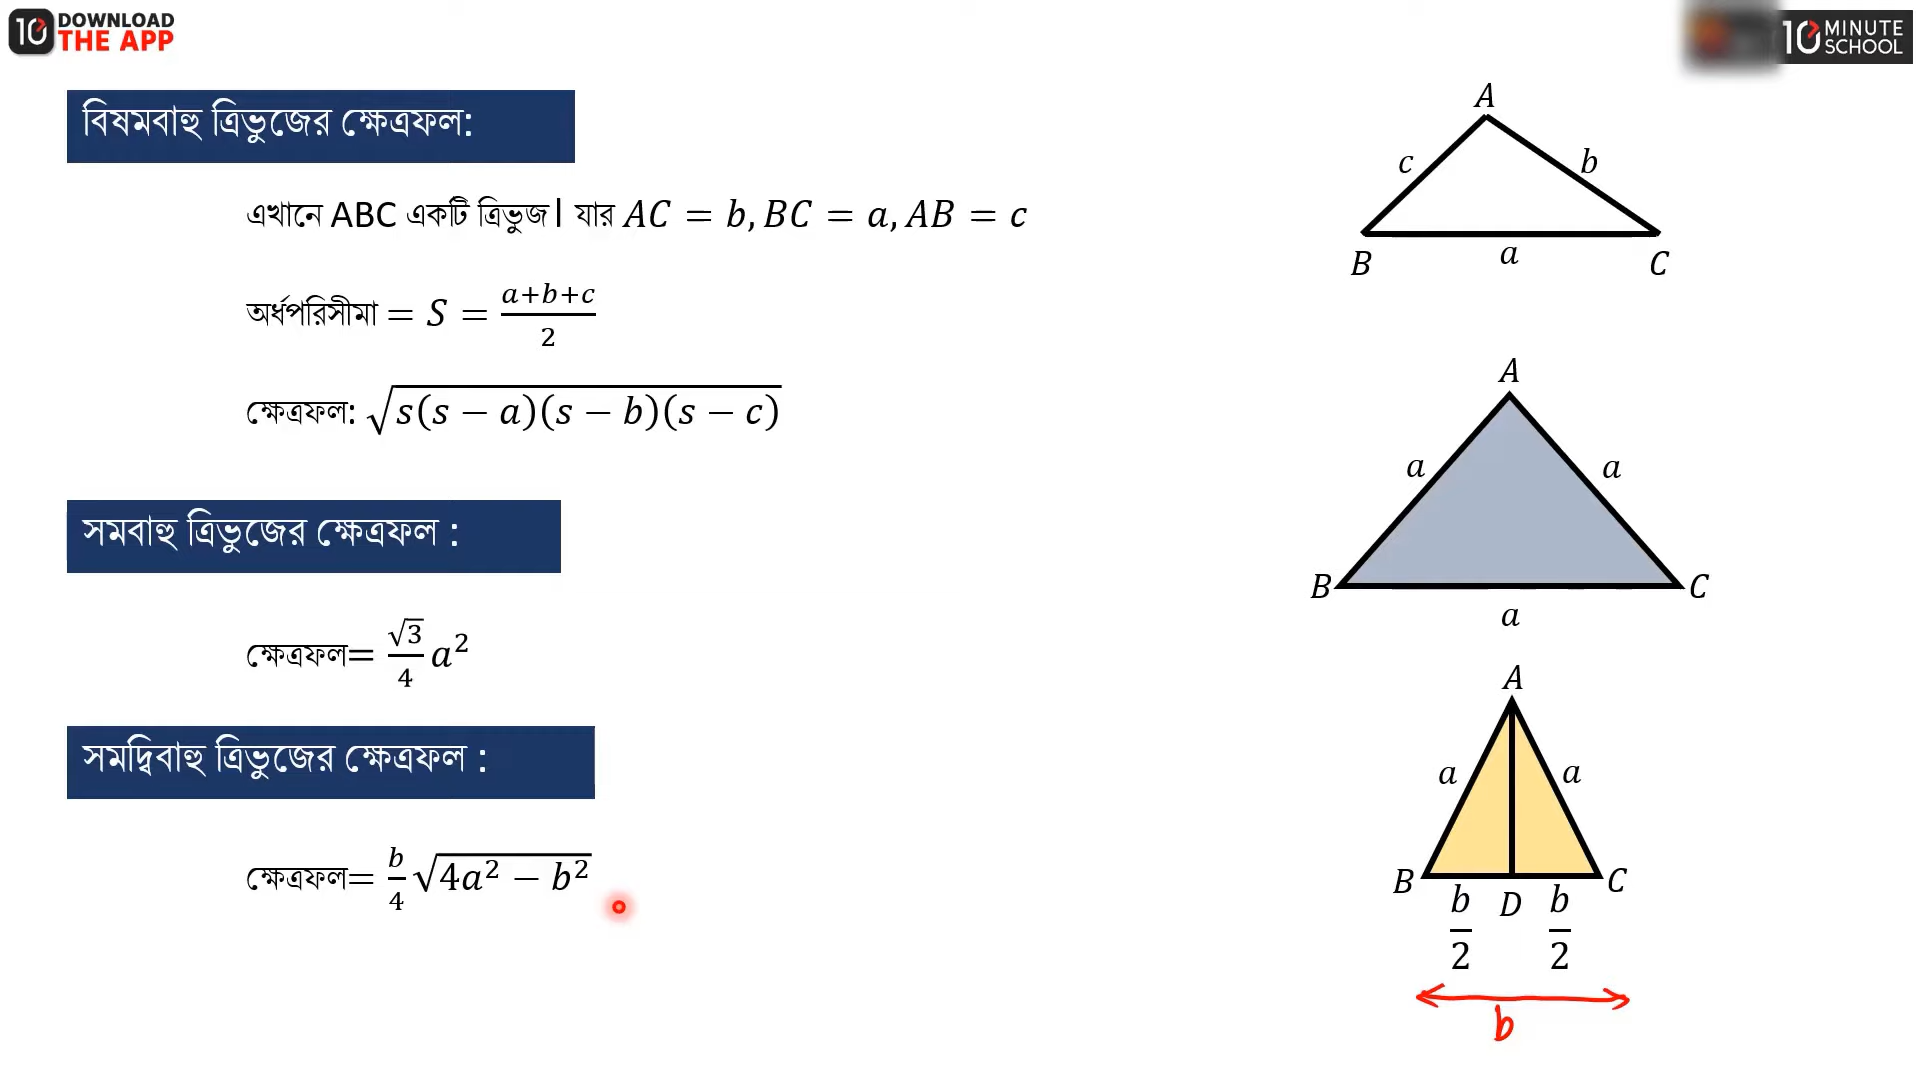 10 DOWNLOAD
THE APP
10 MINUTE
SCHOOL
বিষমবাহু ত্রিভুজের ক্ষেত্রফল:
এখানে ABC একটি ত্রিভুজ। যার AC = b, BC = a, AB = c
অর্ধপরিসীমা = S = (a+b+c)/2
ক্ষেত্রফল: √(s(s − a)(s − b)(s − c))
A
c
b
B
a
C
সমবাহু ত্রিভুজের ক্ষেত্রফল :
ক্ষেত্রফল= √3/4 a²
A
a
a
B
C
a
সমদ্বিবাহু ত্রিভুজের ক্ষেত্রফল :
ক্ষেত্রফল= b/4 √(4a² − b²)
A
a
a
B
C
b/2 D b/2
b